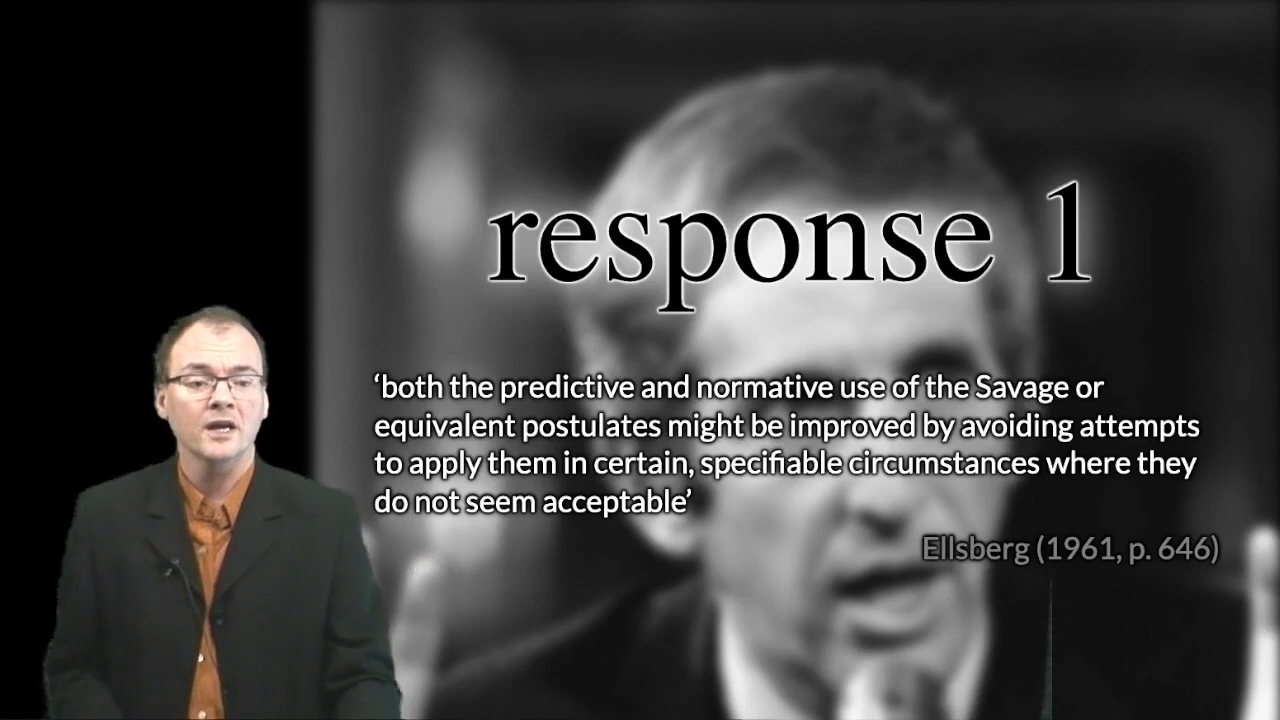 response 1
‘both the predictive and normative use of the Savage or
equivalent postulates might be improved by avoiding attempts
to apply them in certain, specifiable circumstances where they
do not seem acceptable’
Ellsberg (1961, p. 646)